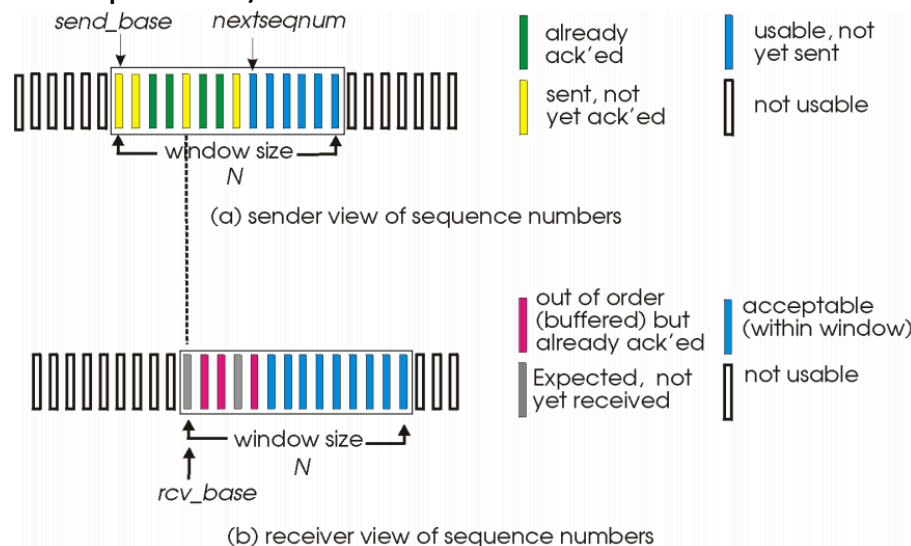 send_base nextseqnum
already
ack'ed
usable, not
yet sent
sent, not
yet ack'ed
not usable
window size
N
(a) sender view of sequence numbers
out of order
(buffered) but
already ack'ed
acceptable
(within window)
Expected, not
yet received
not usable
window size
N
rcv_base
(b) receiver view of sequence numbers